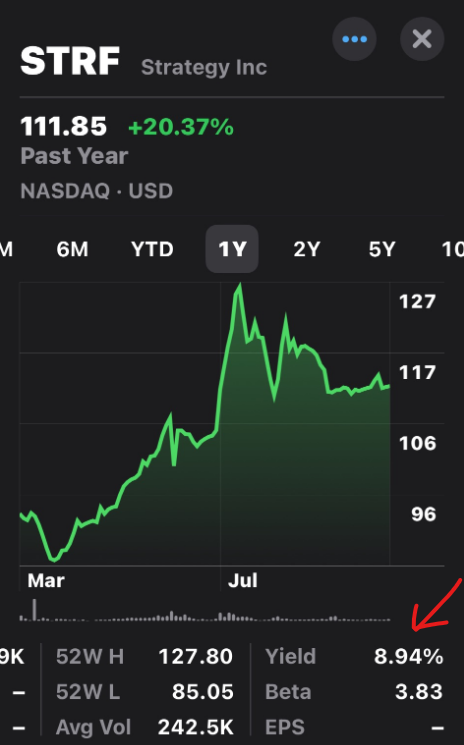 STRF Strategy Inc
111.85 +20.37%
Past Year
NASDAQ · USD
M 6M YTD 1Y 2Y 5Y 10
127
117
106
96
Mar Jul
9K 52W H 127.80 Yield 8.94%
– 52W L 85.05 Beta 3.83
– Avg Vol 242.5K EPS –